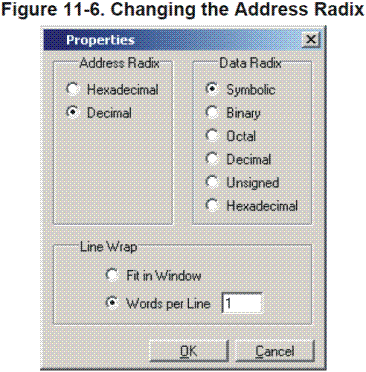 Figure 11-6. Changing the Address Radix
Properties
Address Radix
Hexadecimal
Decimal
Data Radix
Symbolic
Binary
Octal
Decimal
Unsigned
Hexadecimal
Line Wrap
Fit in Window
Words per Line 1
OK Cancel